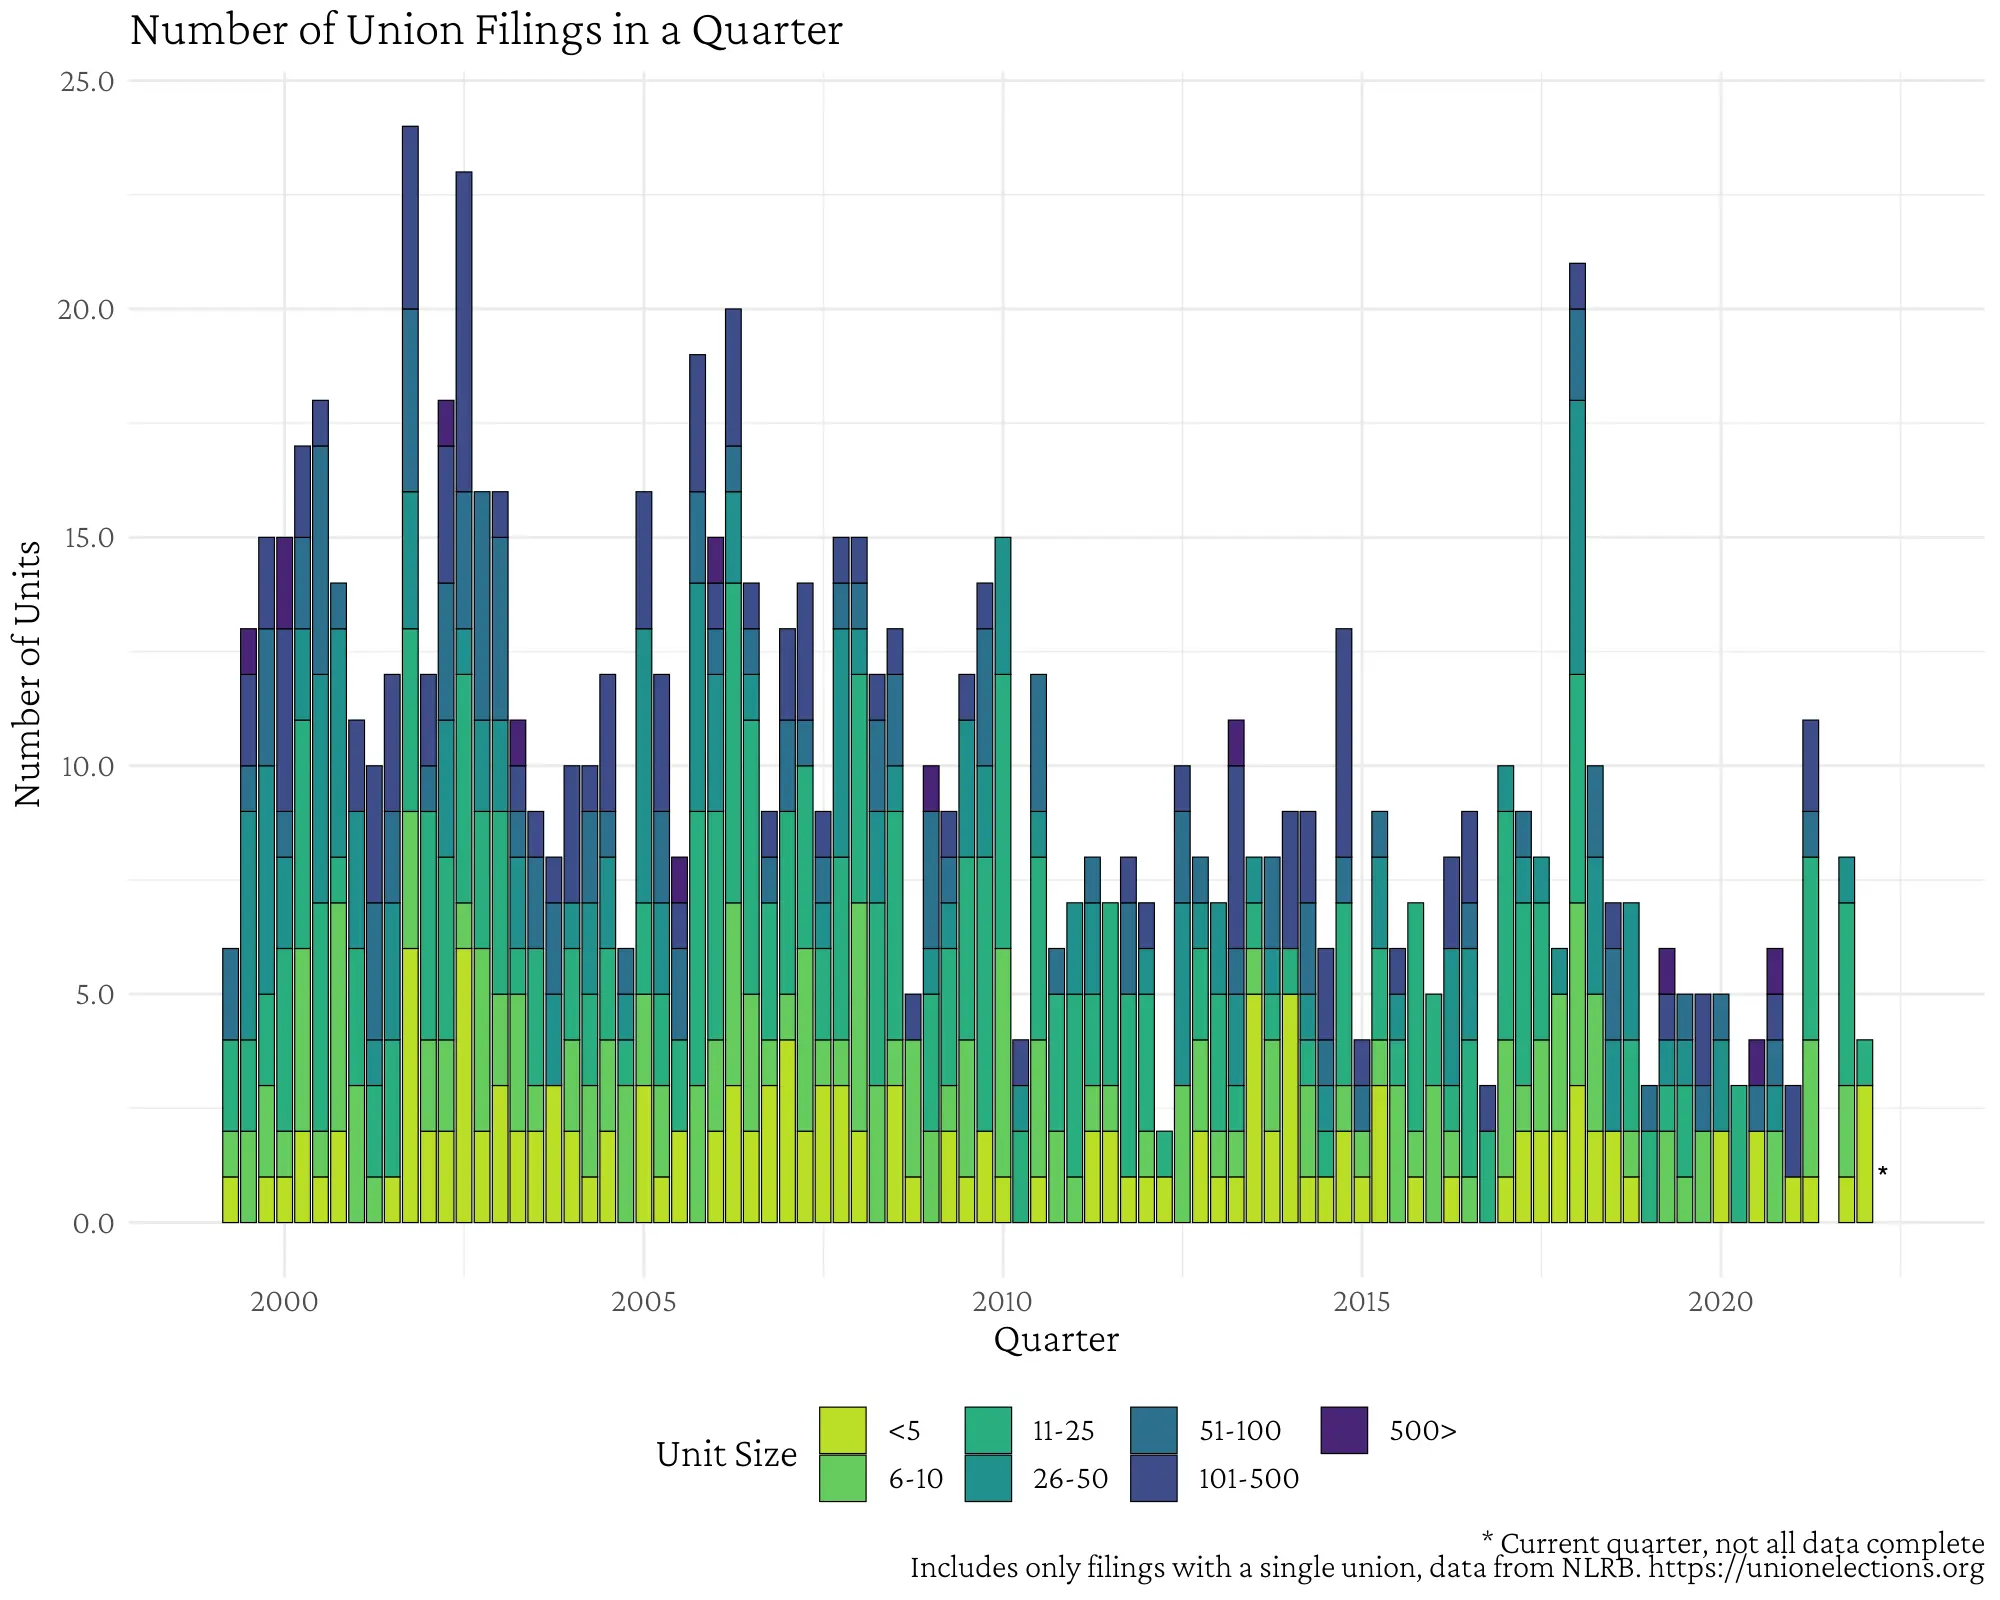 Number of Union Filings in a Quarter
25.0
20.0
15.0
10.0
5.0
0.0
Number of Units
*
2000 2005 2010 2015 2020
Quarter
Unit Size
<5 11-25 51-100 500>
6-10 26-50 101-500
* Current quarter, not all data complete
Includes only filings with a single union, data from NLRB. https://unionelections.org